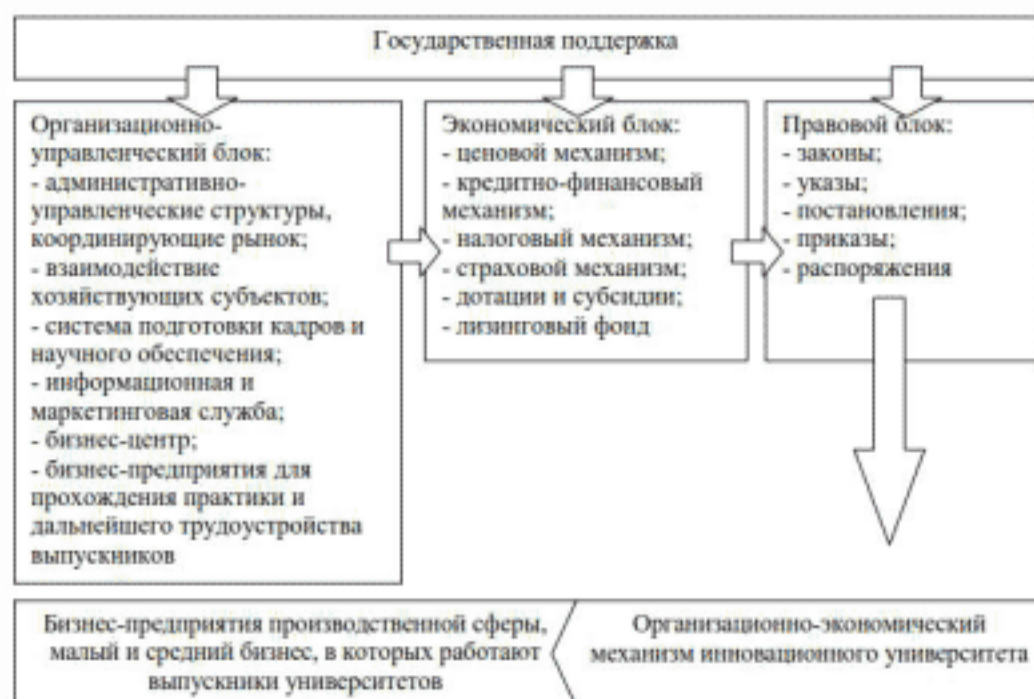 Государственная поддержка
Организационно-
управленческий блок:
- административно-
управленческие структуры,
координирующие рынок;
- взаимодействие
хозяйствующих субъектов;
- система подготовки кадров и
научного обеспечения;
- информационная и
маркетинговая служба;
- бизнес-центр;
- бизнес-предприятия для
прохождения практики и
дальнейшего трудоустройства
выпускников
Экономический блок:
- ценовой механизм;
- кредитно-финансовый
механизм;
- налоговый механизм;
- страховой механизм;
- дотации и субсидии;
- лизинговый фонд
Правовой блок:
- законы;
- указы;
- постановления;
- приказы;
- распоряжения
Бизнес-предприятия производственной сферы,
малый и средний бизнес, в которых работают
выпускники университетов
Организационно-экономический
механизм инновационного университета